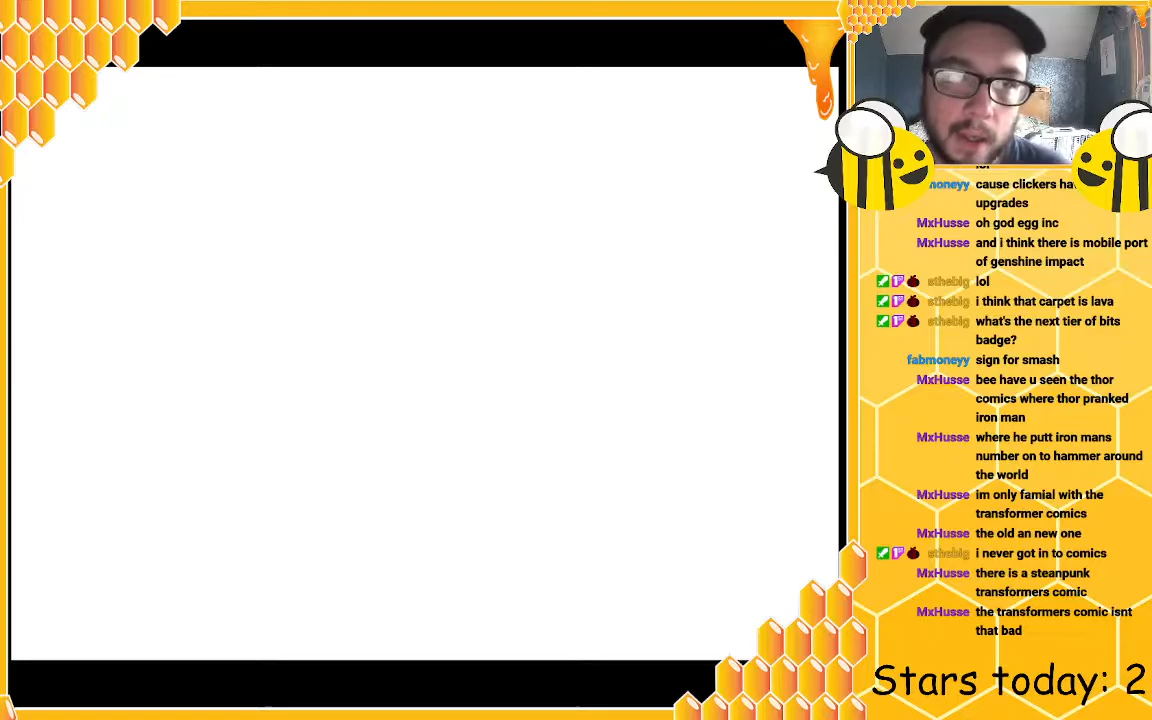 moneyy cause clickers ha
upgrades
MxHusse oh god egg inc
MxHusse and i think there is mobile port
of genshine impact
sthebig lol
sthebig i think that carpet is lava
sthebig what's the next tier of bits
badge?
fabmoneyy sign for smash
MxHusse bee have u seen the thor
comics where thor pranked
iron man
MxHusse where he putt iron mans
number on to hammer around
the world
MxHusse im only famial with the
transformer comics
MxHusse the old an new one
sthebig i never got in to comics
MxHusse there is a steanpunk
transformers comic
MxHusse the transformers comic isnt
that bad
Stars today: 2